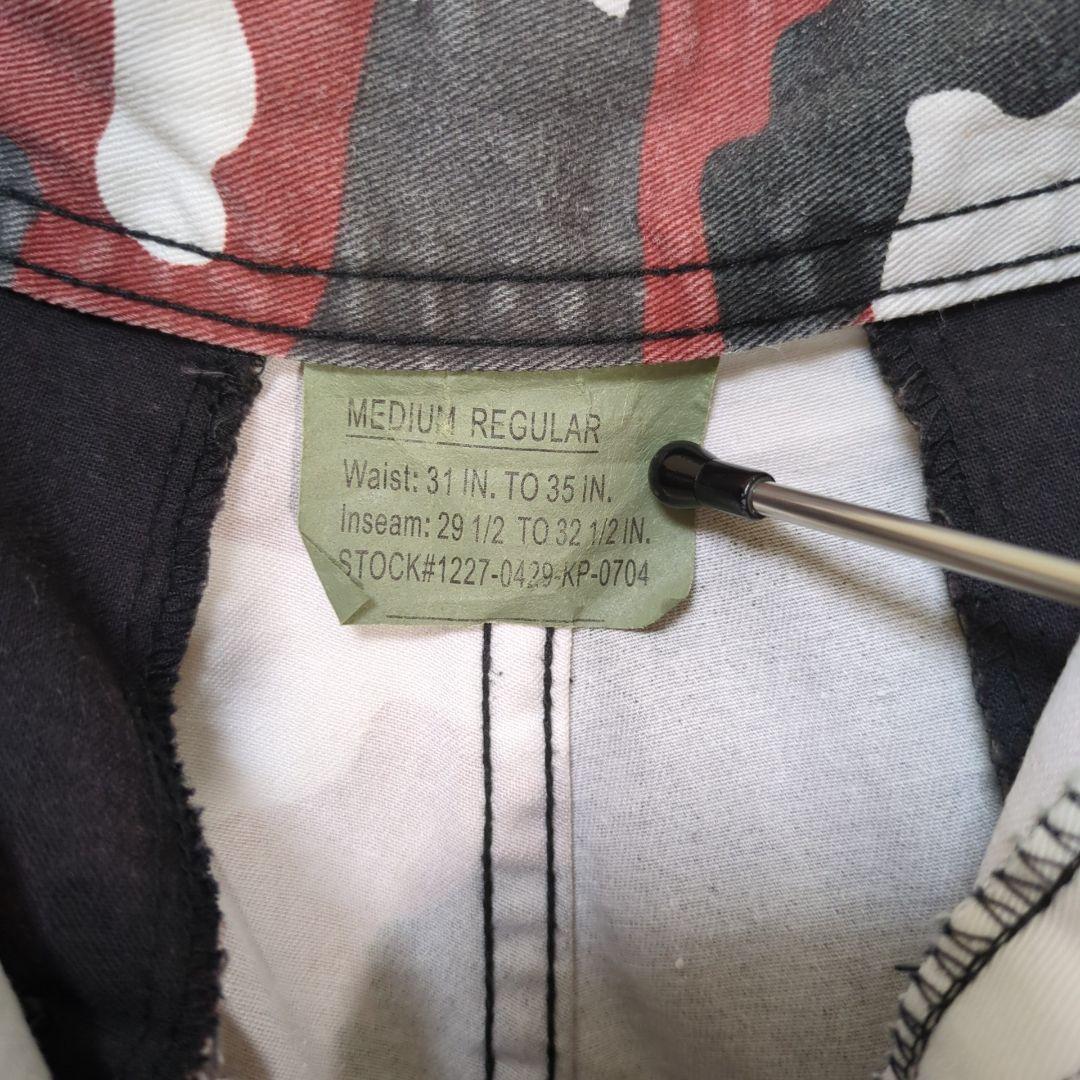 MEDIUM REGULAR
Waist: 31 IN. TO 35 IN.
Inseam: 29 1/2 TO 32 1/2 IN.
STOCK#1227-0429-KP-0704